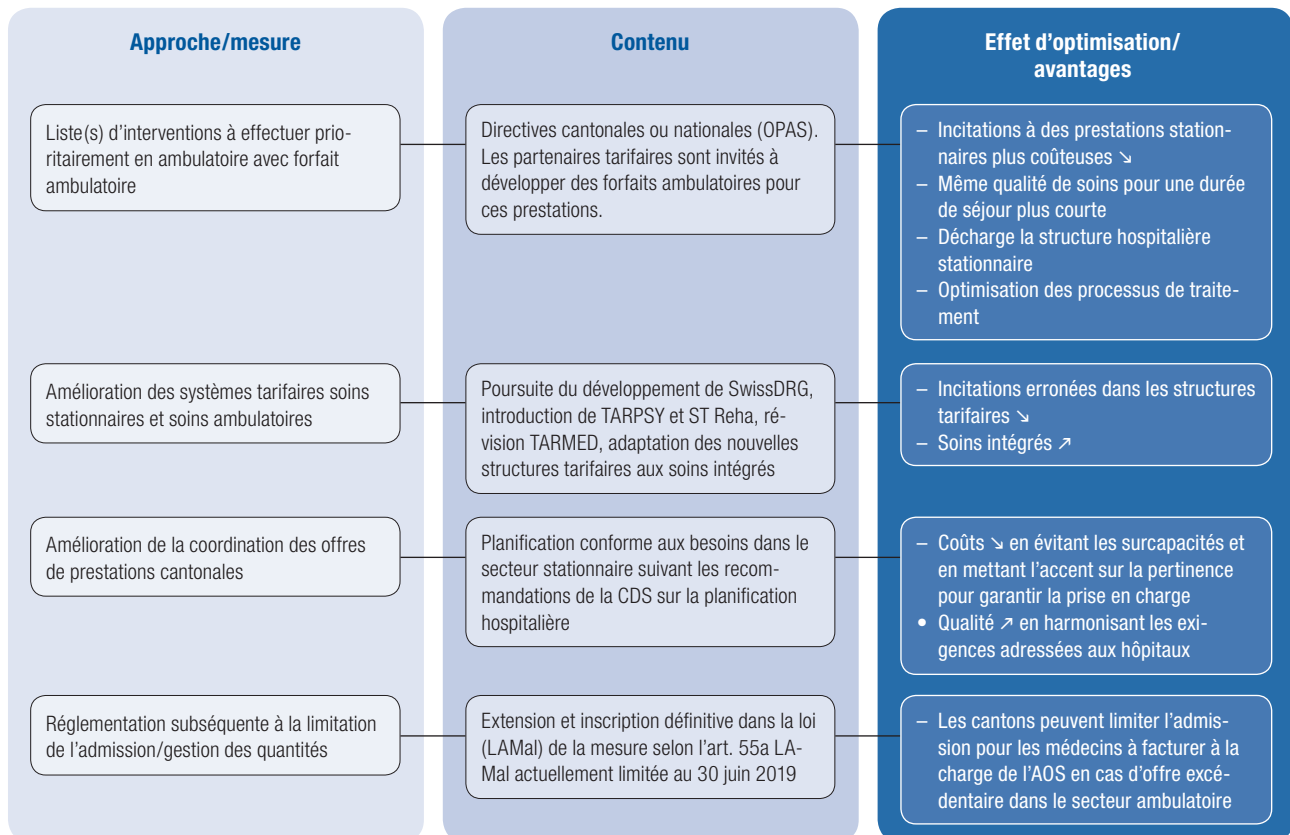 Approche/mesure
Contenu
Effet d’optimisation/
avantages
Liste(s) d’interventions à effectuer prio-
ritairement en ambulatoire avec forfait
ambulatoire
Directives cantonales ou nationales (OPAS).
Les partenaires tarifaires sont invités à
développer des forfaits ambulatoires pour
ces prestations.
– Incitations à des prestations station-
naires plus coûteuses ↘
– Même qualité de soins pour une durée
de séjour plus courte
– Décharge la structure hospitalière
stationnaire
– Optimisation des processus de traite-
ment
Amélioration des systèmes tarifaires soins
stationnaires et soins ambulatoires
Poursuite du développement de SwissDRG,
introduction de TARPSY et ST Reha, ré-
vision TARMED, adaptation des nouvelles
structures tarifaires aux soins intégrés
– Incitations erronées dans les structures
tarifaires ↘
– Soins intégrés ↗
Amélioration de la coordination des offres
de prestations cantonales
Planification conforme aux besoins dans le
secteur stationnaire suivant les recom-
mandations de la CDS sur la planification
hospitalière
– Coûts ↘ en évitant les surcapacités et
en mettant l’accent sur la pertinence
pour garantir la prise en charge
• Qualité ↗ en harmonisant les exi-
gences adressées aux hôpitaux
Réglementation subséquente à la limitation
de l’admission/gestion des quantités
Extension et inscription définitive dans la loi
(LAMal) de la mesure selon l’art. 55a LA-
Mal actuellement limitée au 30 juin 2019
– Les cantons peuvent limiter l’admis-
sion pour les médecins à facturer à la
charge de l’AOS en cas d’offre excé-
dentaire dans le secteur ambulatoire